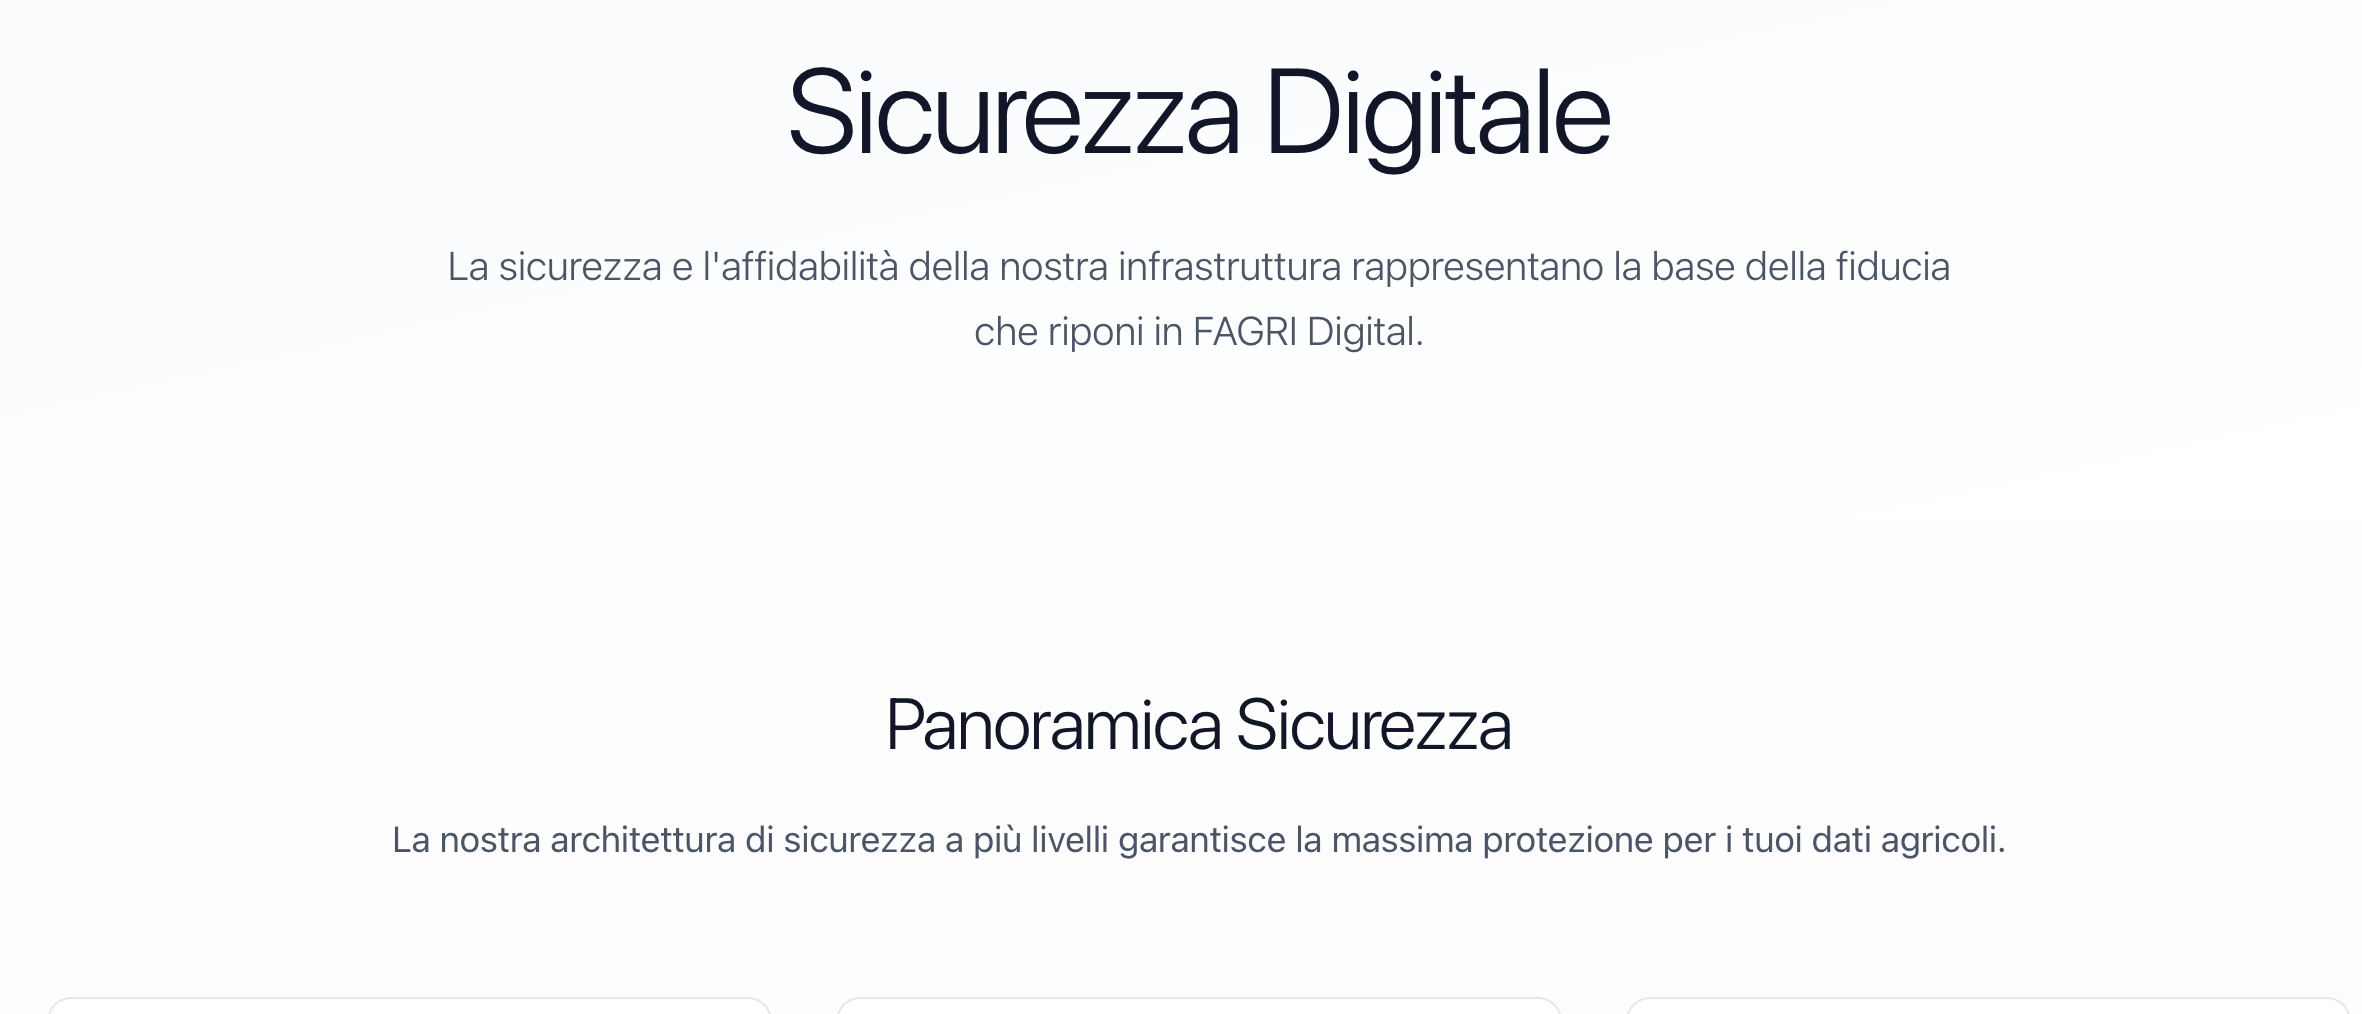 Sicurezza Digitale
La sicurezza e l'affidabilità della nostra infrastruttura rappresentano la base della fiducia
che riponi in FAGRI Digital.
Panoramica Sicurezza
La nostra architettura di sicurezza a più livelli garantisce la massima protezione per i tuoi dati agricoli.